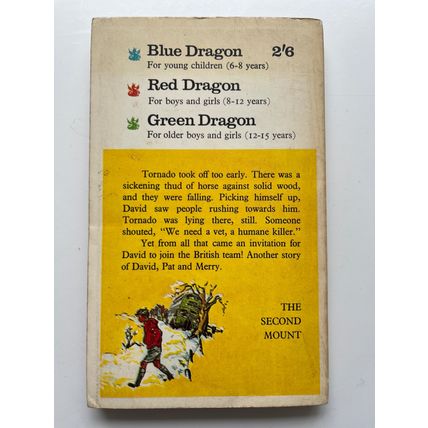 Blue Dragon 2'6
For young children (6-8 years)
Red Dragon
For boys and girls (8-12 years)
Green Dragon
For older boys and girls (12-15 years)
Tornado took off too early. There was a
sickening thud of horse against solid wood,
and they were falling. Picking himself up,
David saw people rushing towards him.
Tornado was lying there, still. Someone
shouted, “We need a vet, a humane killer.”
Yet from all that came an invitation for
David to join the British team! Another story
of David, Pat and Merry.
THE
SECOND
MOUNT